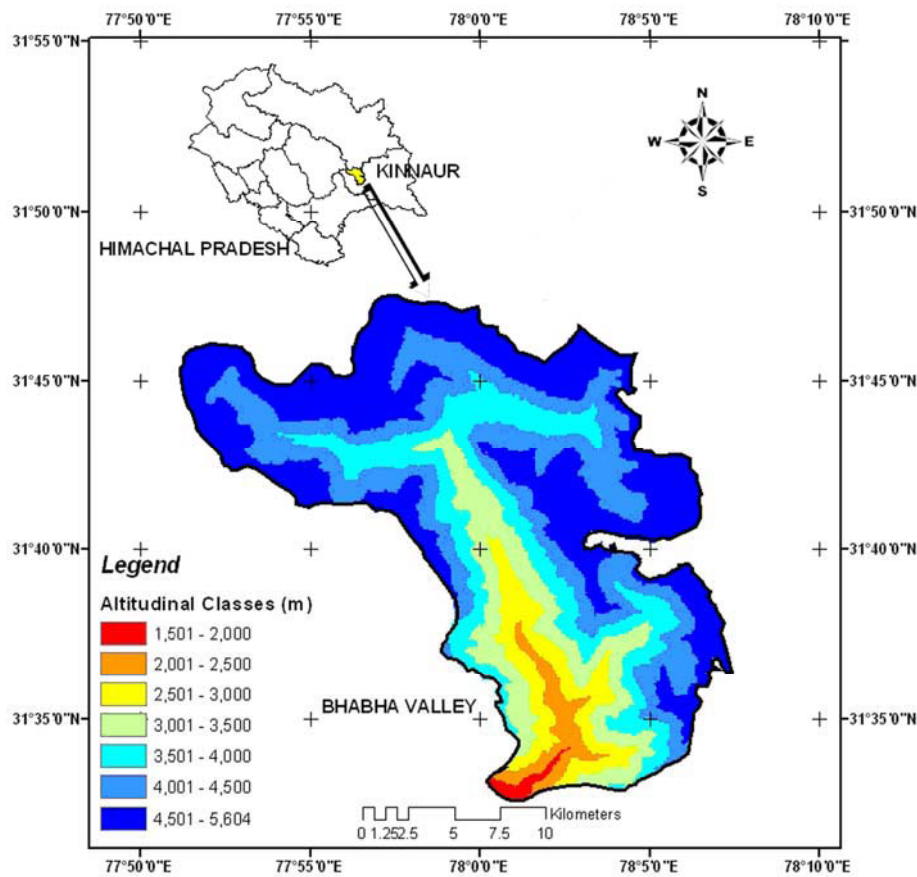 77°50'0"E 77°55'0"E 78°0'0"E 78°5'0"E 78°10'0"E
31°55'0"N
N
W E
S
KINNAUR
31°50'0"N 31°50'0"N
HIMACHAL PRADESH
31°45'0"N 31°45'0"N
31°40'0"N 31°40'0"N
Legend
Altitudinal Classes (m)
1,501 - 2,000
2,001 - 2,500
2,501 - 3,000
3,001 - 3,500
3,501 - 4,000
4,001 - 4,500
4,501 - 5,604
BHABHA VALLEY
31°35'0"N 31°35'0"N
Kilometers
0 1.252.5 5 7.5 10
77°50'0"E 77°55'0"E 78°0'0"E 78°5'0"E 78°10'0"E